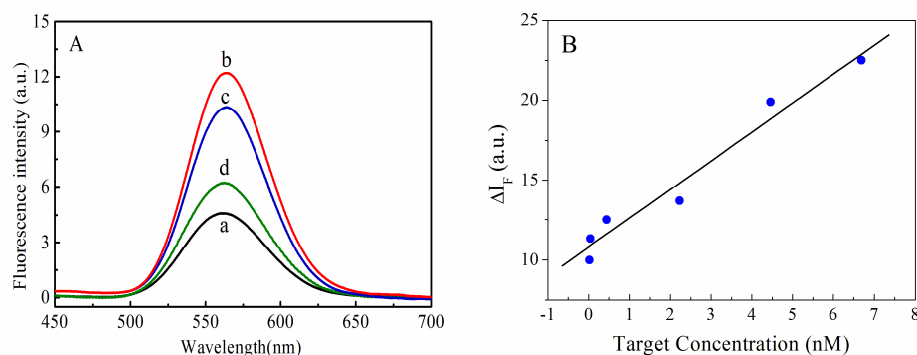 A
15
12
9
6
3
0
Fluorescence intensity (a.u.)
b
c
d
a
450 500 550 600 650 700
Wavelength(nm)
B
25
20
15
10
ΔI_F (a.u.)
-1 0 1 2 3 4 5 6 7 8
Target Concentration (nM)